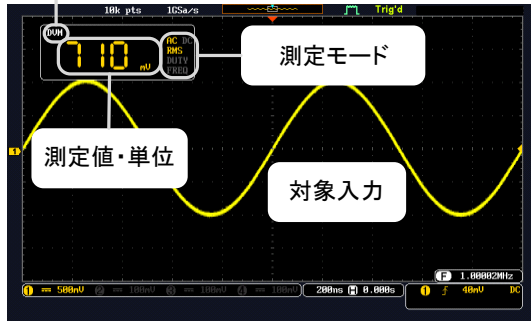 10k pts 1GSa/s Trig'd
DVM
710 mV
AC DC
RMS
DUTY
FREQ
測定モード
測定値・単位
対象入力
1
F 1.00002MHz
1 500mV 2 100mV 3 100mV 4 100mV 200ns H 0.000s 1 40mV DC